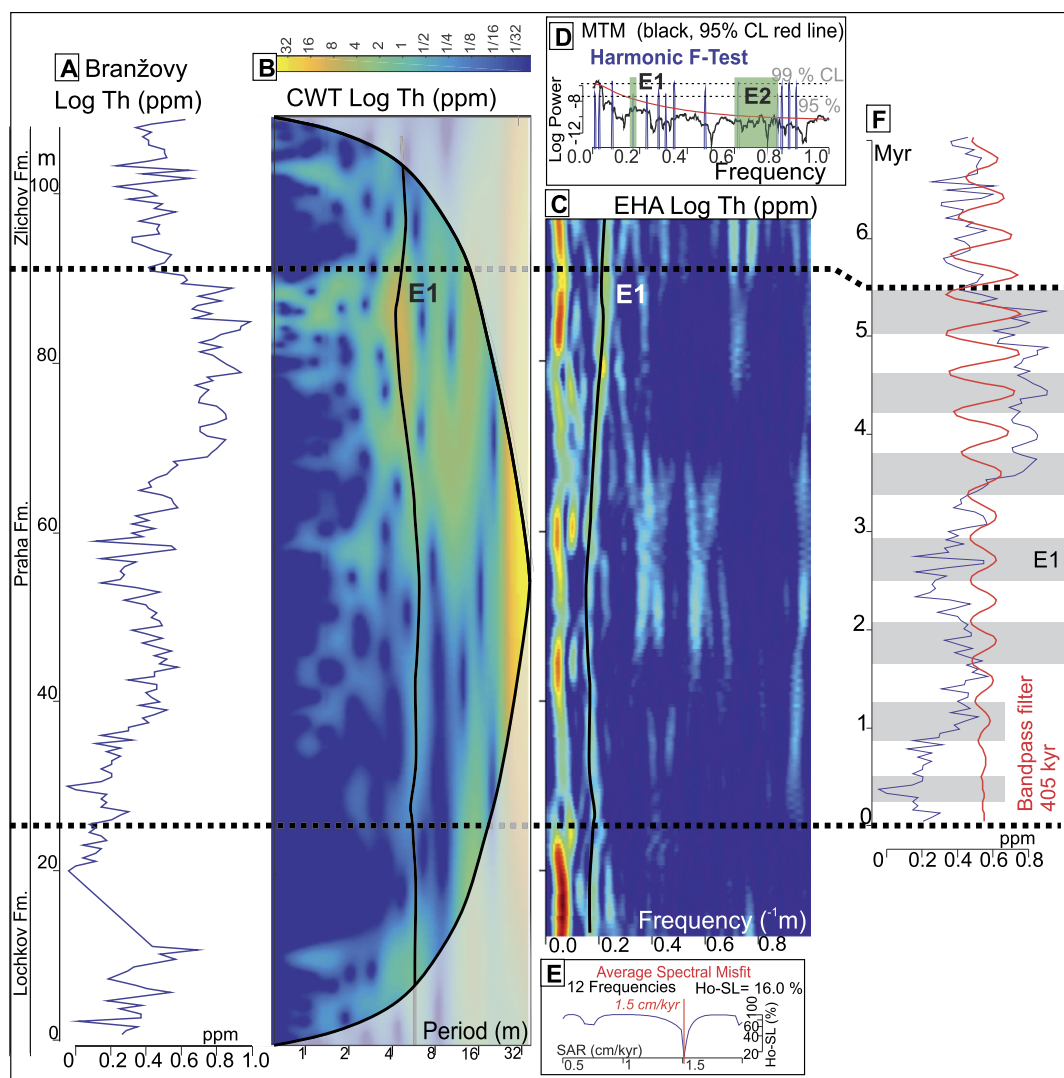 A Branžovy
Log Th (ppm)
Zlichov Fm.
Praha Fm.
Lochkov Fm.
m
100
80
60
40
20
0
ppm
0 0.2 0.4 0.6 0.8 1.0
32 16 8 4 2 1 1/2 1/4 1/8 1/16 1/32
B
CWT Log Th (ppm)
E1
Period (m)
1 2 4 8 16 32
D MTM (black, 95% CL red line)
Harmonic F-Test
E1
E2
99 % CL
95 %
Log Power
-8
-12
0.0 0.2 0.4 0.6 0.8 1.0
Frequency
C EHA Log Th (ppm)
E1
Frequency (⁻¹m)
0.0 0.2 0.4 0.6 0.8
E
Average Spectral Misfit
12 Frequencies Ho-SL= 16.0 %
1.5 cm/kyr
SAR (cm/kyr)
0.5 1 1.5
20 60 100
Ho-SL (%)
F
Myr
6
5
4
3
2
1
0
E1
Bandpass filter
405 kyr
ppm
0 0.2 0.4 0.6 0.8